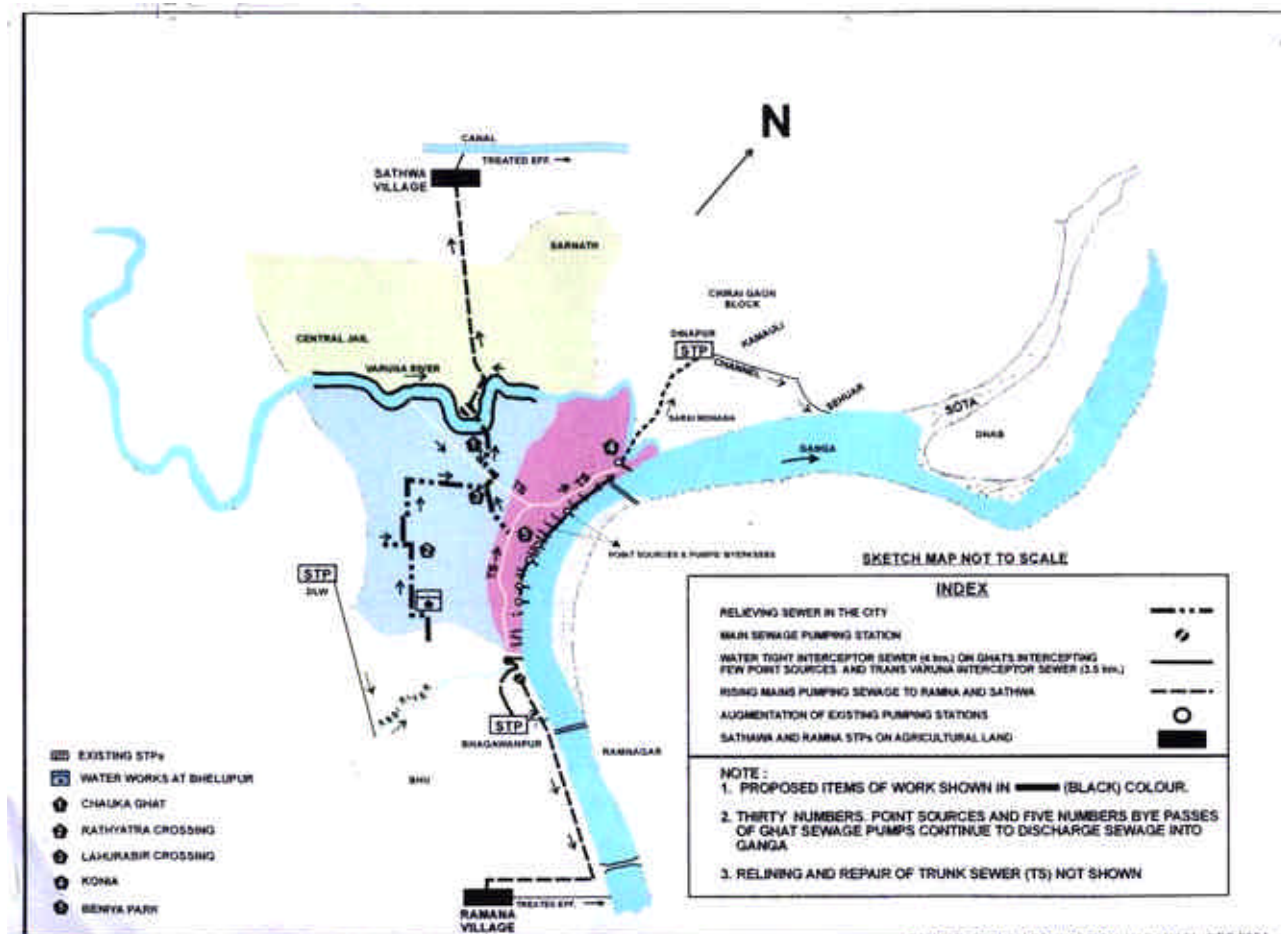 N
CANAL
TREATED EFF.
SATHWA
VILLAGE
SARNATH
CHIRAI GAON
BLOCK
CENTRAL JAIL
DINAPUR
KAMAULI
STP
CHANNEL
VARUNA RIVER
SEHUAR
SOTA
SARAI MOHANA
DHAB
GANGA
TS
TS
TS
POINT SOURCES & PUMPS' BYEPASSES
STP
DLW
STP
BHAGAWANPUR
RAMNAGAR
BHU
RAMANA
VILLAGE
TREATED EFF.
EXISTING STPs
WATER WORKS AT BHELUPUR
1 CHAUKA GHAT
2 RATHYATRA CROSSING
3 LAHURABIR CROSSING
4 KONIA
5 BENIYA PARK
SKETCH MAP NOT TO SCALE
INDEX
RELIEVING SEWER IN THE CITY
MAIN SEWAGE PUMPING STATION
WATER TIGHT INTERCEPTOR SEWER (4 km.) ON GHATS INTERCEPTING
FEW POINT SOURCES AND TRANS VARUNA INTERCEPTOR SEWER (3.5 km.)
RISING MAINS PUMPING SEWAGE TO RAMNA AND SATHWA
AUGMENTATION OF EXISTING PUMPING STATIONS
SATHAWA AND RAMNA STPs ON AGRICULTURAL LAND
NOTE :
1. PROPOSED ITEMS OF WORK SHOWN IN (BLACK) COLOUR.
2. THIRTY NUMBERS. POINT SOURCES AND FIVE NUMBERS BYE PASSES
OF GHAT SEWAGE PUMPS CONTINUE TO DISCHARGE SEWAGE INTO
GANGA
3. RELINING AND REPAIR OF TRUNK SEWER (TS) NOT SHOWN